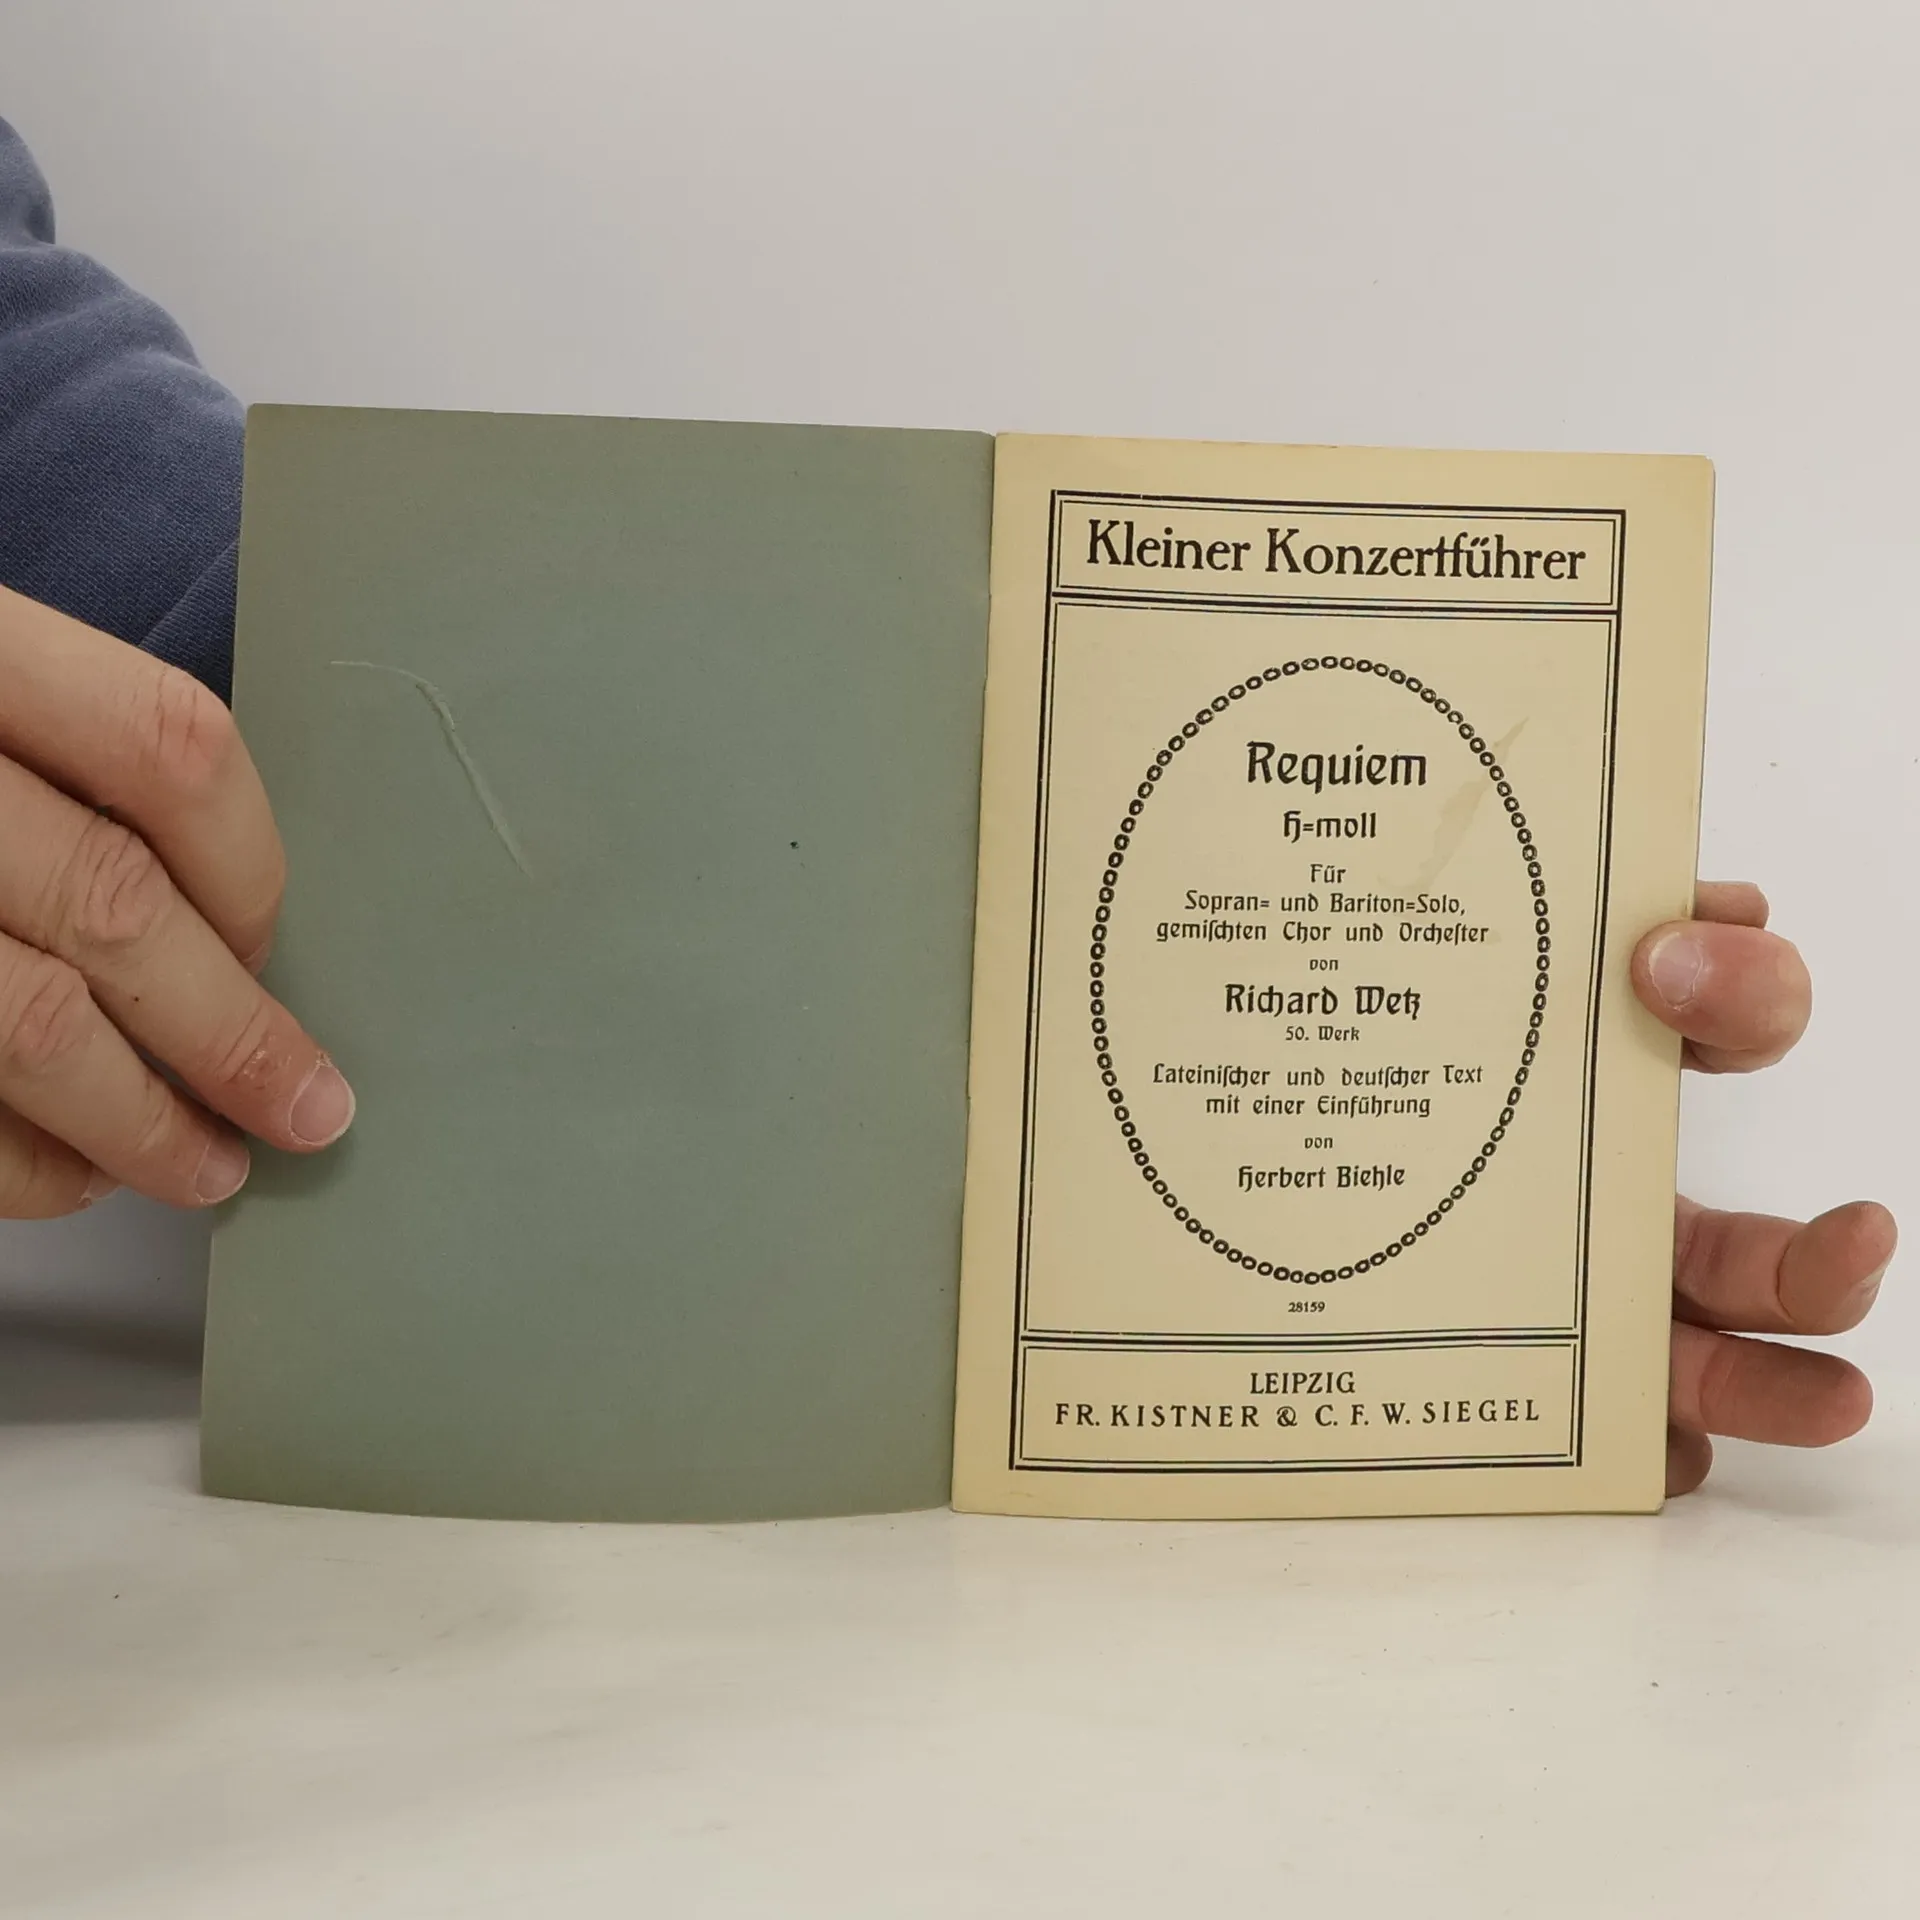 Kleiner Konzertführer
Requiem
H=moll
Für
Sopran= und Bariton=Solo,
gemiſchten Chor und Orcheſter
von
Richard Wetz
50. Werk
Lateiniſcher und deutſcher Text
mit einer Einführung
von
Herbert Biehle
28159
LEIPZIG
FR. KISTNER & C. F. W. SIEGEL